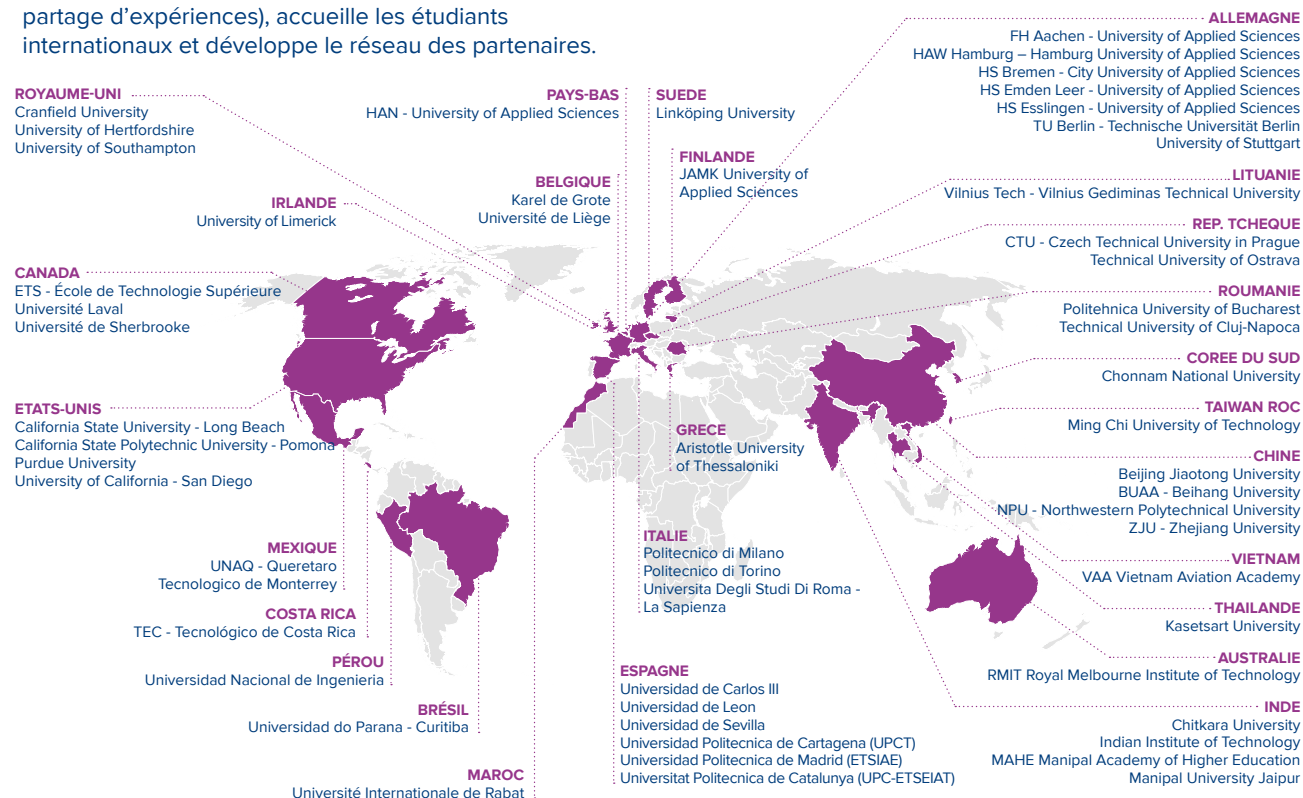 partage d’expériences), accueille les étudiants
internationaux et développe le réseau des partenaires.
ROYAUME-UNI
Cranfield University
University of Hertfordshire
University of Southampton
IRLANDE
University of Limerick
CANADA
ETS - École de Technologie Supérieure
Université Laval
Université de Sherbrooke
ETATS-UNIS
California State University - Long Beach
California State Polytechnic University - Pomona
Purdue University
University of California - San Diego
MEXIQUE
UNAQ - Queretaro
Tecnologico de Monterrey
COSTA RICA
TEC - Tecnológico de Costa Rica
PÉROU
Universidad Nacional de Ingenieria
BRÉSIL
Universidad do Parana - Curitiba
MAROC
Université Internationale de Rabat
PAYS-BAS
HAN - University of Applied Sciences
BELGIQUE
Karel de Grote
Université de Liège
SUEDE
Linköping University
FINLANDE
JAMK University of
Applied Sciences
GRECE
Aristotle University
of Thessaloniki
ITALIE
Politecnico di Milano
Politecnico di Torino
Universita Degli Studi Di Roma -
La Sapienza
ESPAGNE
Universidad de Carlos III
Universidad de Leon
Universidad de Sevilla
Universidad Politecnica de Cartagena (UPCT)
Universidad Politecnica de Madrid (ETSIAE)
Universitat Politecnica de Catalunya (UPC-ETSEIAT)
ALLEMAGNE
FH Aachen - University of Applied Sciences
HAW Hamburg – Hamburg University of Applied Sciences
HS Bremen - City University of Applied Sciences
HS Emden Leer - University of Applied Sciences
HS Esslingen - University of Applied Sciences
TU Berlin - Technische Universität Berlin
University of Stuttgart
LITUANIE
Vilnius Tech - Vilnius Gediminas Technical University
REP. TCHEQUE
CTU - Czech Technical University in Prague
Technical University of Ostrava
ROUMANIE
Politehnica University of Bucharest
Technical University of Cluj-Napoca
COREE DU SUD
Chonnam National University
TAIWAN ROC
Ming Chi University of Technology
CHINE
Beijing Jiaotong University
BUAA - Beihang University
NPU - Northwestern Polytechnical University
ZJU - Zhejiang University
VIETNAM
VAA Vietnam Aviation Academy
THAILANDE
Kasetsart University
AUSTRALIE
RMIT Royal Melbourne Institute of Technology
INDE
Chitkara University
Indian Institute of Technology
MAHE Manipal Academy of Higher Education
Manipal University Jaipur